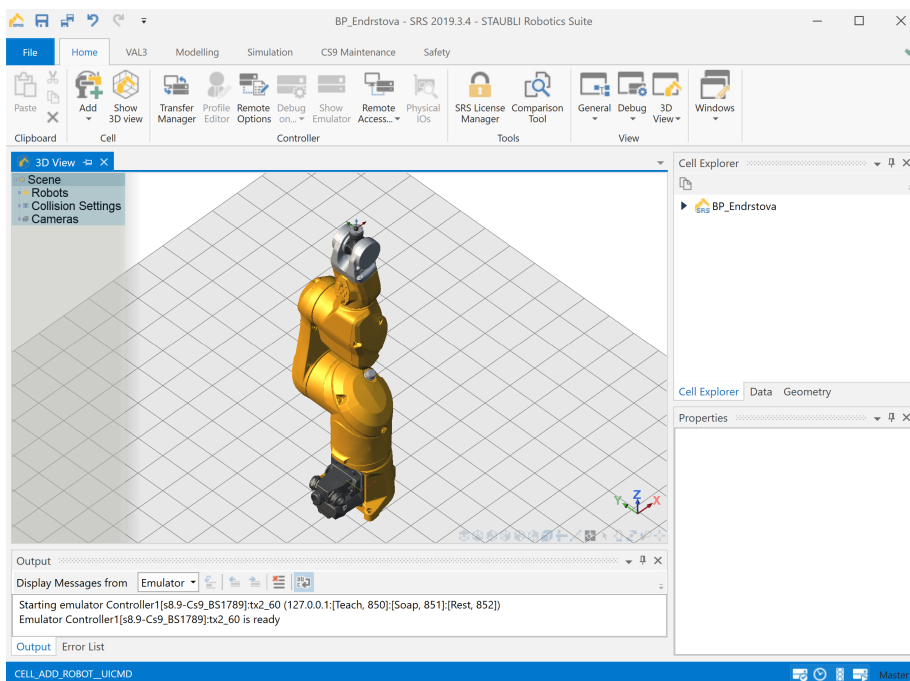 BP_Endrstova - SRS 2019.3.4 - STAUBLI Robotics Suite
File Home VAL3 Modelling Simulation CS9 Maintenance Safety
Paste Add Show 3D view Transfer Manager Profile Editor Remote Options Debug on... Show Emulator Remote Access... Physical IOs SRS License Manager Comparison Tool General Debug 3D View Windows
Clipboard Cell Controller Tools View
3D View
Cell Explorer
Scene
Robots
Collision Settings
Cameras
SRS BP_Endrstova
Cell Explorer Data Geometry
Properties
Y Z X
Output
Display Messages from Emulator
Starting emulator Controller1[s8.9-Cs9_BS1789]:tx2_60 (127.0.0.1:[Teach, 850]:[Soap, 851]:[Rest, 852])
Emulator Controller1[s8.9-Cs9_BS1789]:tx2_60 is ready
Output Error List
CELL_ADD_ROBOT__UICMD Master